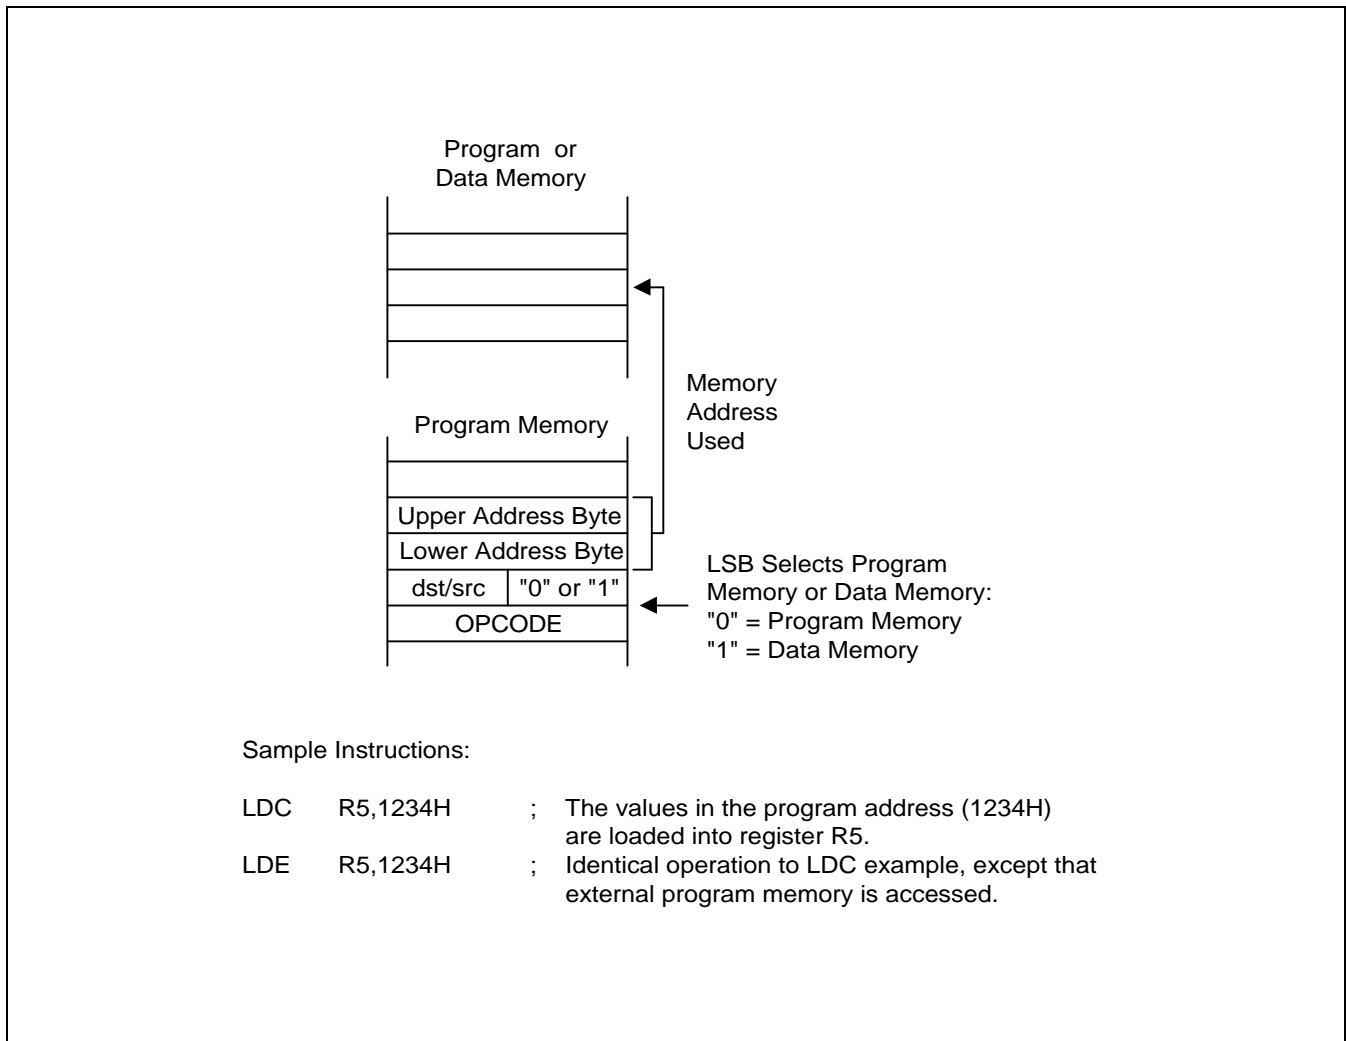 Program or
Data Memory
Memory
Address
Used
Program Memory
Upper Address Byte
Lower Address Byte
dst/src "0" or "1"
OPCODE
LSB Selects Program
Memory or Data Memory:
"0" = Program Memory
"1" = Data Memory
Sample Instructions:
LDC R5,1234H ; The values in the program address (1234H)
are loaded into register R5.
LDE R5,1234H ; Identical operation to LDC example, except that
external program memory is accessed.